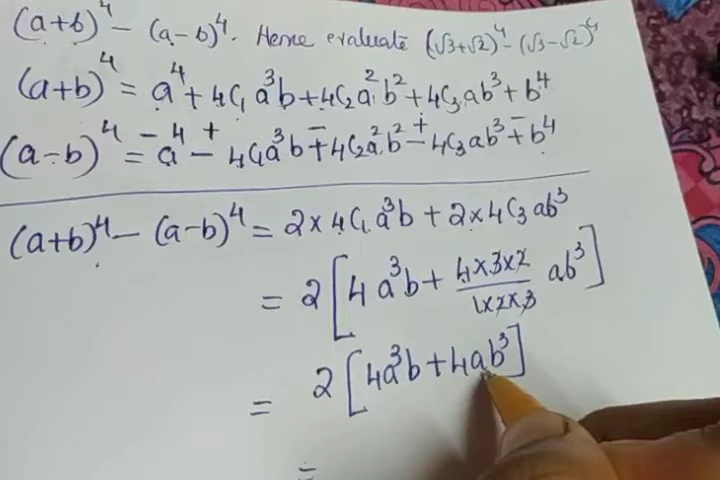 (a+b)⁴ − (a−b)⁴. Hence evaluate (√3+√2)⁴ − (√3−√2)⁴
(a+b)⁴ = a⁴ + 4C₁ a³b + 4C₂ a²b² + 4C₃ ab³ + b⁴
(a−b)⁴ = a⁴ − 4C₁ a³b + 4C₂ a²b² − 4C₃ ab³ + b⁴
− + − + −
(a+b)⁴ − (a−b)⁴ = 2×4C₁ a³b + 2×4C₃ ab³
= 2[4a³b + (4×3×2)/(1×2×3) ab³]
= 2[4a³b + 4ab³]
=